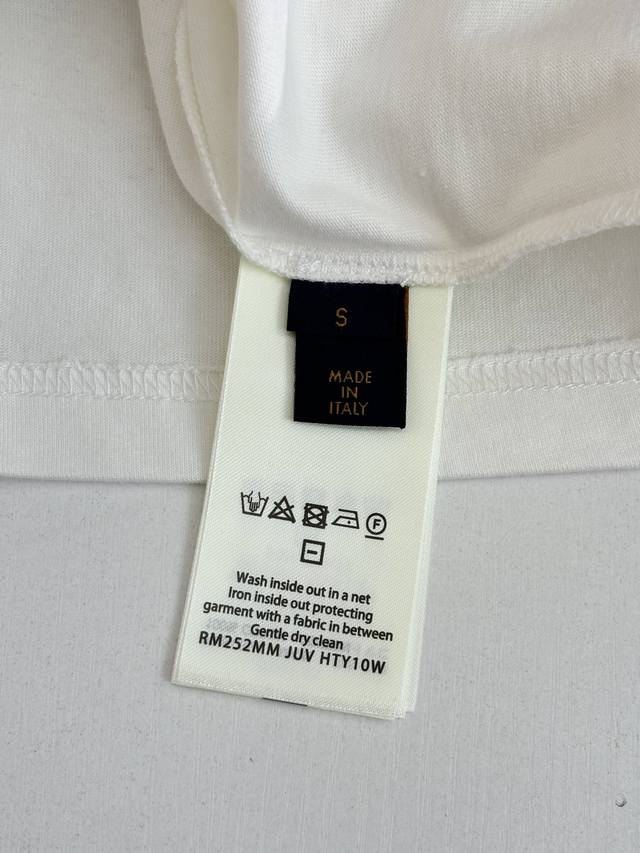 S
MADE
IN
ITALY
F
Wash inside out in a net
Iron inside out protecting
garment with a fabric in between
Gentle dry clean
RM252MM JUV HTY10W